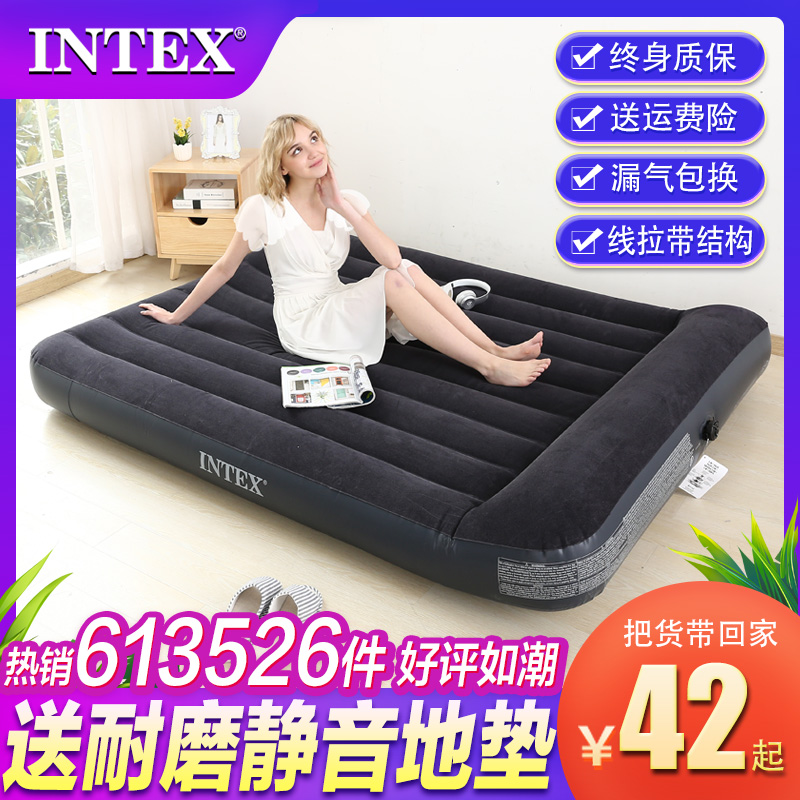 INTEX®
终身质保
送运费险
漏气包换
线拉带结构
INTEX®
热销613526件 好评如潮
送耐磨静音地垫
把货带回家
¥42起